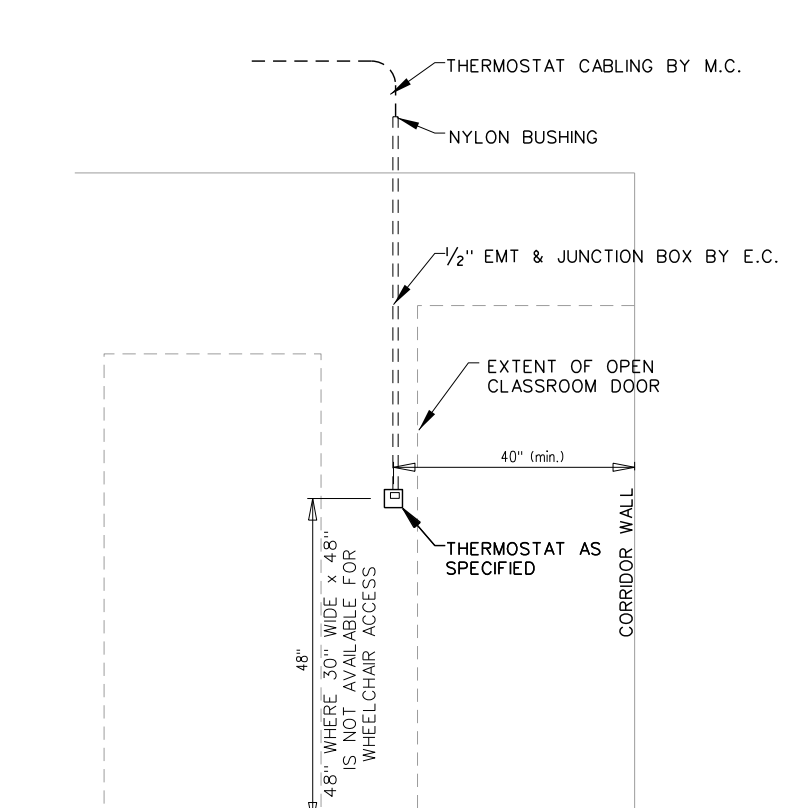 THERMOSTAT CABLING BY M.C.
NYLON BUSHING
1/2" EMT & JUNCTION BOX BY E.C.
EXTENT OF OPEN
CLASSROOM DOOR
40" (min.)
THERMOSTAT AS
SPECIFIED
CORRIDOR WALL
48"
48" WHERE 30" WIDE x 48"
IS NOT AVAILABLE FOR
WHEELCHAIR ACCESS